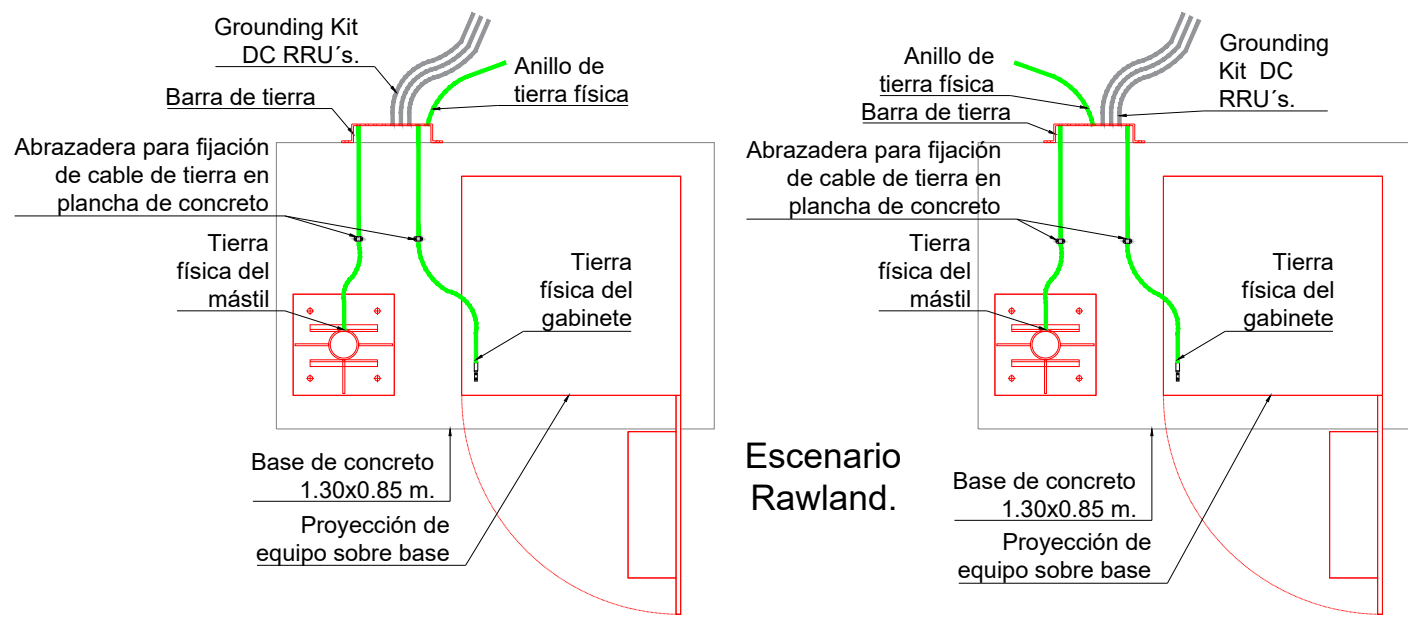 Grounding Kit
DC RRU´s.
Anillo de
tierra física
Barra de tierra
Abrazadera para fijación
de cable de tierra en
plancha de concreto
Tierra
física del
mástil
Tierra
física del
gabinete
Base de concreto
1.30x0.85 m.
Proyección de
equipo sobre base
Escenario
Rawland.
Anillo de
tierra física
Grounding
Kit DC
RRU´s.
Barra de tierra
Abrazadera para fijación
de cable de tierra en
plancha de concreto
Tierra
física del
mástil
Tierra
física del
gabinete
Base de concreto
1.30x0.85 m.
Proyección de
equipo sobre base